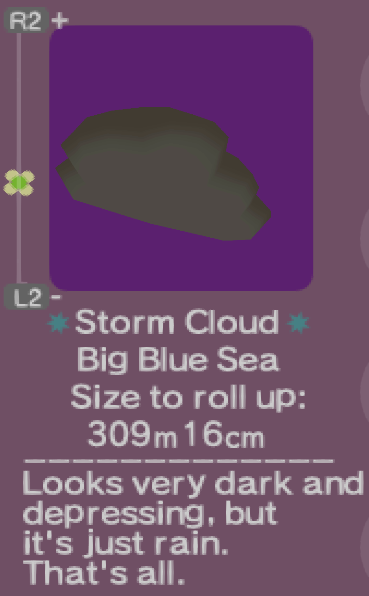 R2 +
L2 -
Storm Cloud
Big Blue Sea
Size to roll up:
309m16cm
Looks very dark and
depressing, but
it's just rain.
That's all.